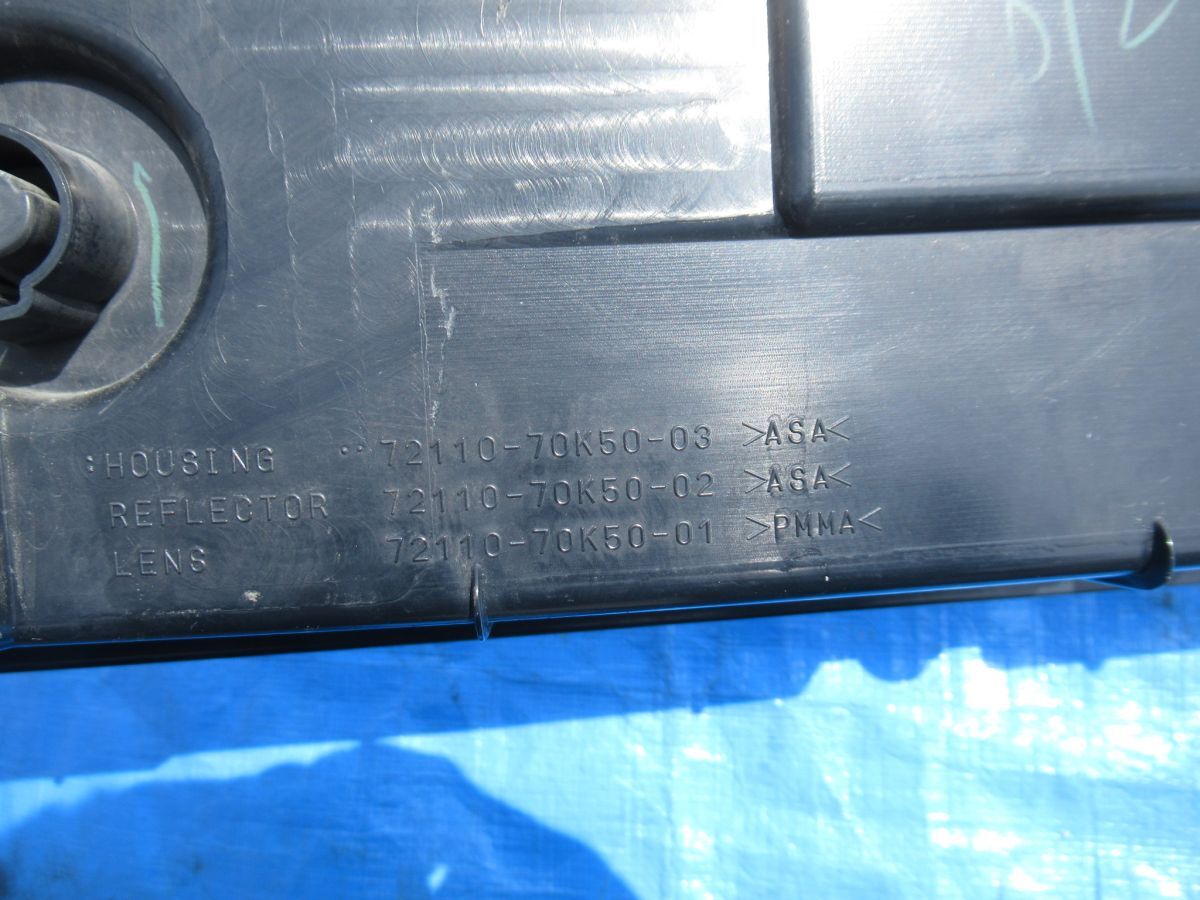 :HOUSING ·· 72110-70K50-03 >ASA<
REFLECTOR 72110-70K50-02 >ASA<
LENS 72110-70K50-01 >PMMA<